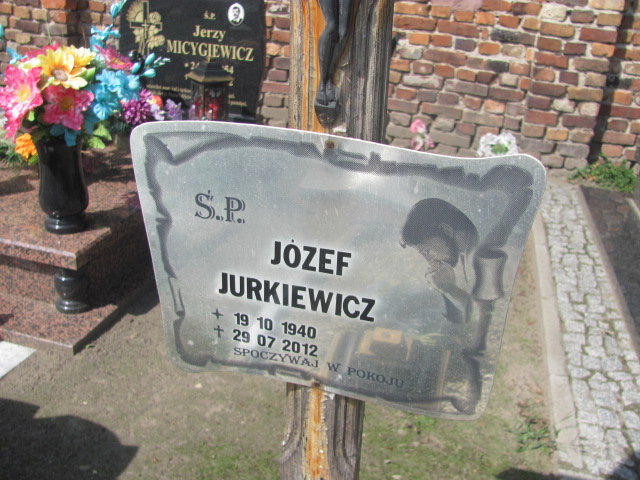 Ś.P.
Jerzy
MICYGIEWICZ
Ś.P.
JÓZEF
JURKIEWICZ
19 10 1940
29 07 2012
SPOCZYWAJ W POKOJU